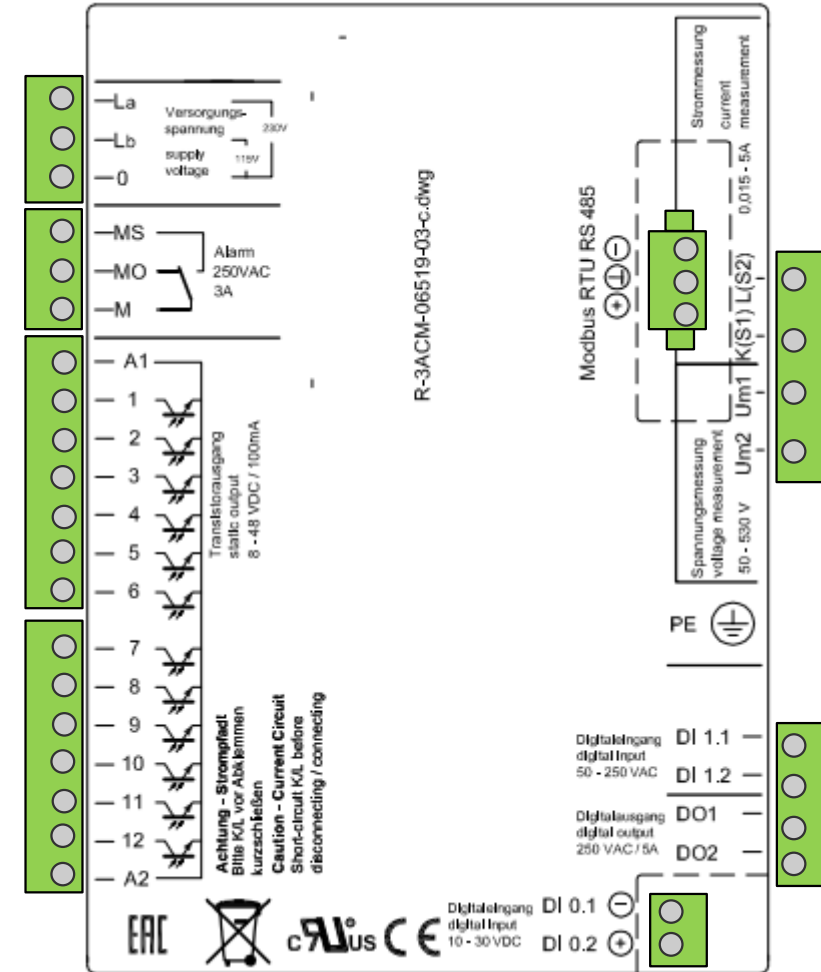 La
Lb
0
Versorgungs-
spannung
supply
voltage
230V
115V
MS
MO
M
Alarm
250VAC
3A
A1
1
2
3
4
5
6
7
8
9
10
11
12
A2
Transistorausgang
static output
8 - 48 VDC / 100mA
Achtung - Strompfad!
Bitte K/L vor Abklemmen
kurzschließen
Caution - Current Circuit
Short-circuit K/L before
disconnecting / connecting
R-3ACM-06519-03-c.dwg
Modbus RTU RS 485
Strommessung
current
measurement
0,015 - 5A
L(S2)
K(S1)
Um1
Um2
Spannungsmessung
voltage measurement
50 - 530 V
PE
Digitaleingang
digital Input
50 - 250 VAC
DI 1.1
DI 1.2
Digitalausgang
digital output
250 VAC / 5A
DO1
DO2
Digitaleingang
digital Input
10 - 30 VDC
DI 0.1
DI 0.2
EAC
c RU us CE